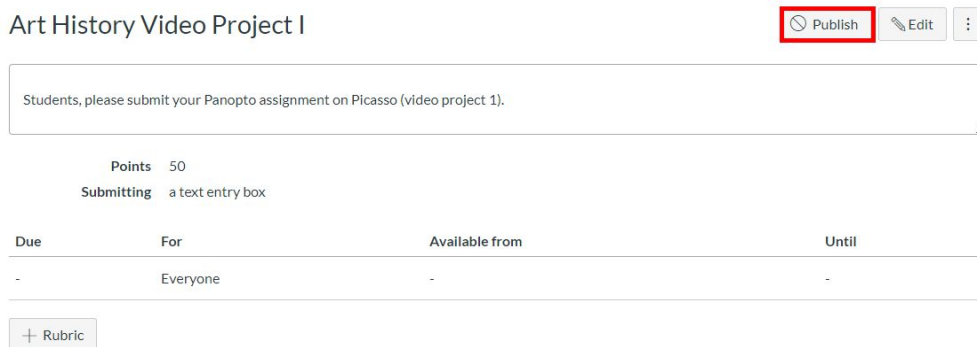 Art History Video Project I
Publish
Edit
Students, please submit your Panopto assignment on Picasso (video project 1).
Points 50
Submitting a text entry box
Due For Available from Until
- Everyone - -
+ Rubric